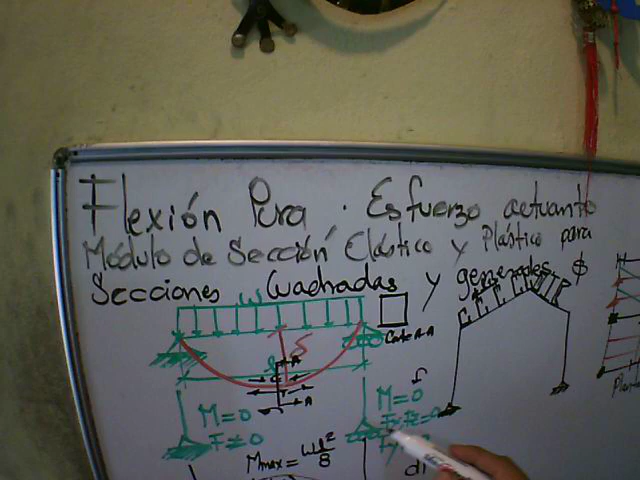 Flexión Pura. Esfuerzo actuante
Módulo de Sección Elástico y Plástico para
Secciones Cuadradas y generales
W
δ
Corte A-A
A
A
M=0
F≠0
M=0
Mmax = Wl²/8